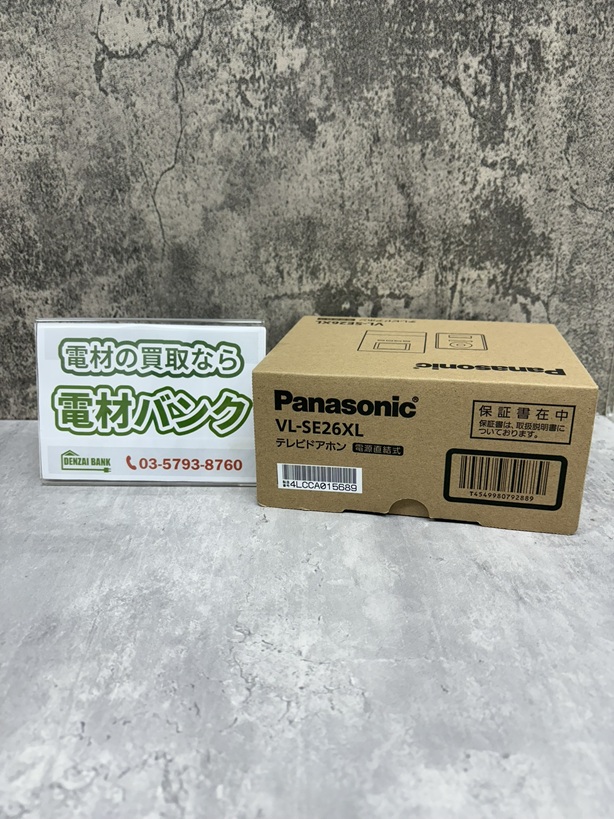 電材の買取なら
電材バンク
DENZAI BANK
03-5793-8760
VL-SE26XL
Panasonic
Panasonic
VL-SE26XL
テレビドアホン 電源直結式
4LCCA015689
保証書在中
保証書は、取扱説明書に
ついております。
T4549980792889